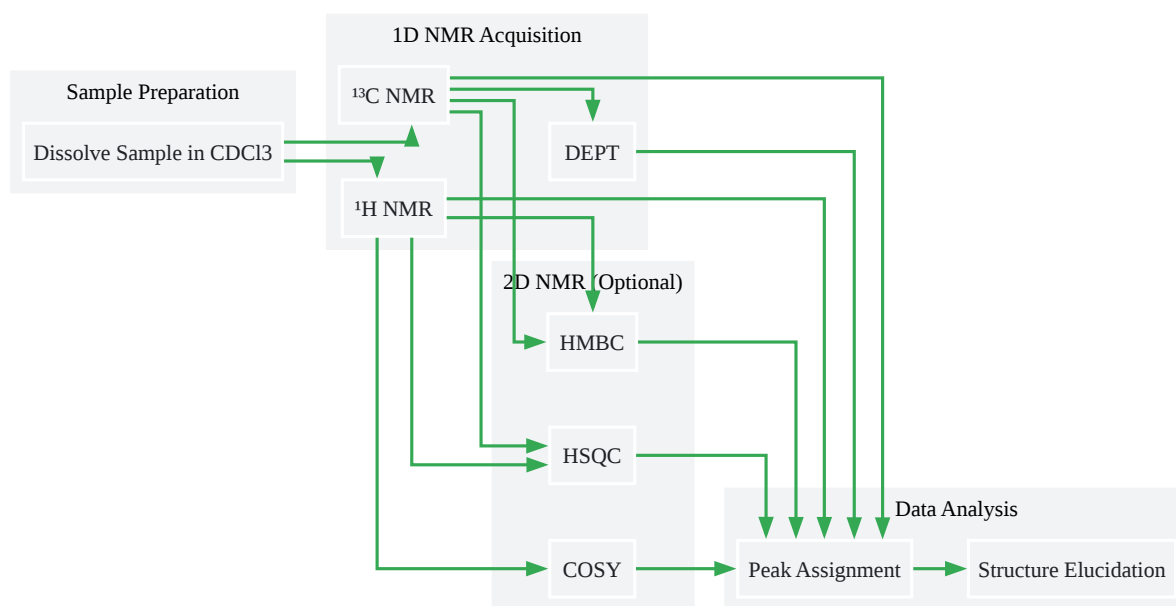 1D NMR Acquisition
Sample Preparation
¹³C NMR
Dissolve Sample in CDCl3
DEPT
¹H NMR
2D NMR (Optional)
HMBC
HSQC
Data Analysis
COSY
Peak Assignment
Structure Elucidation